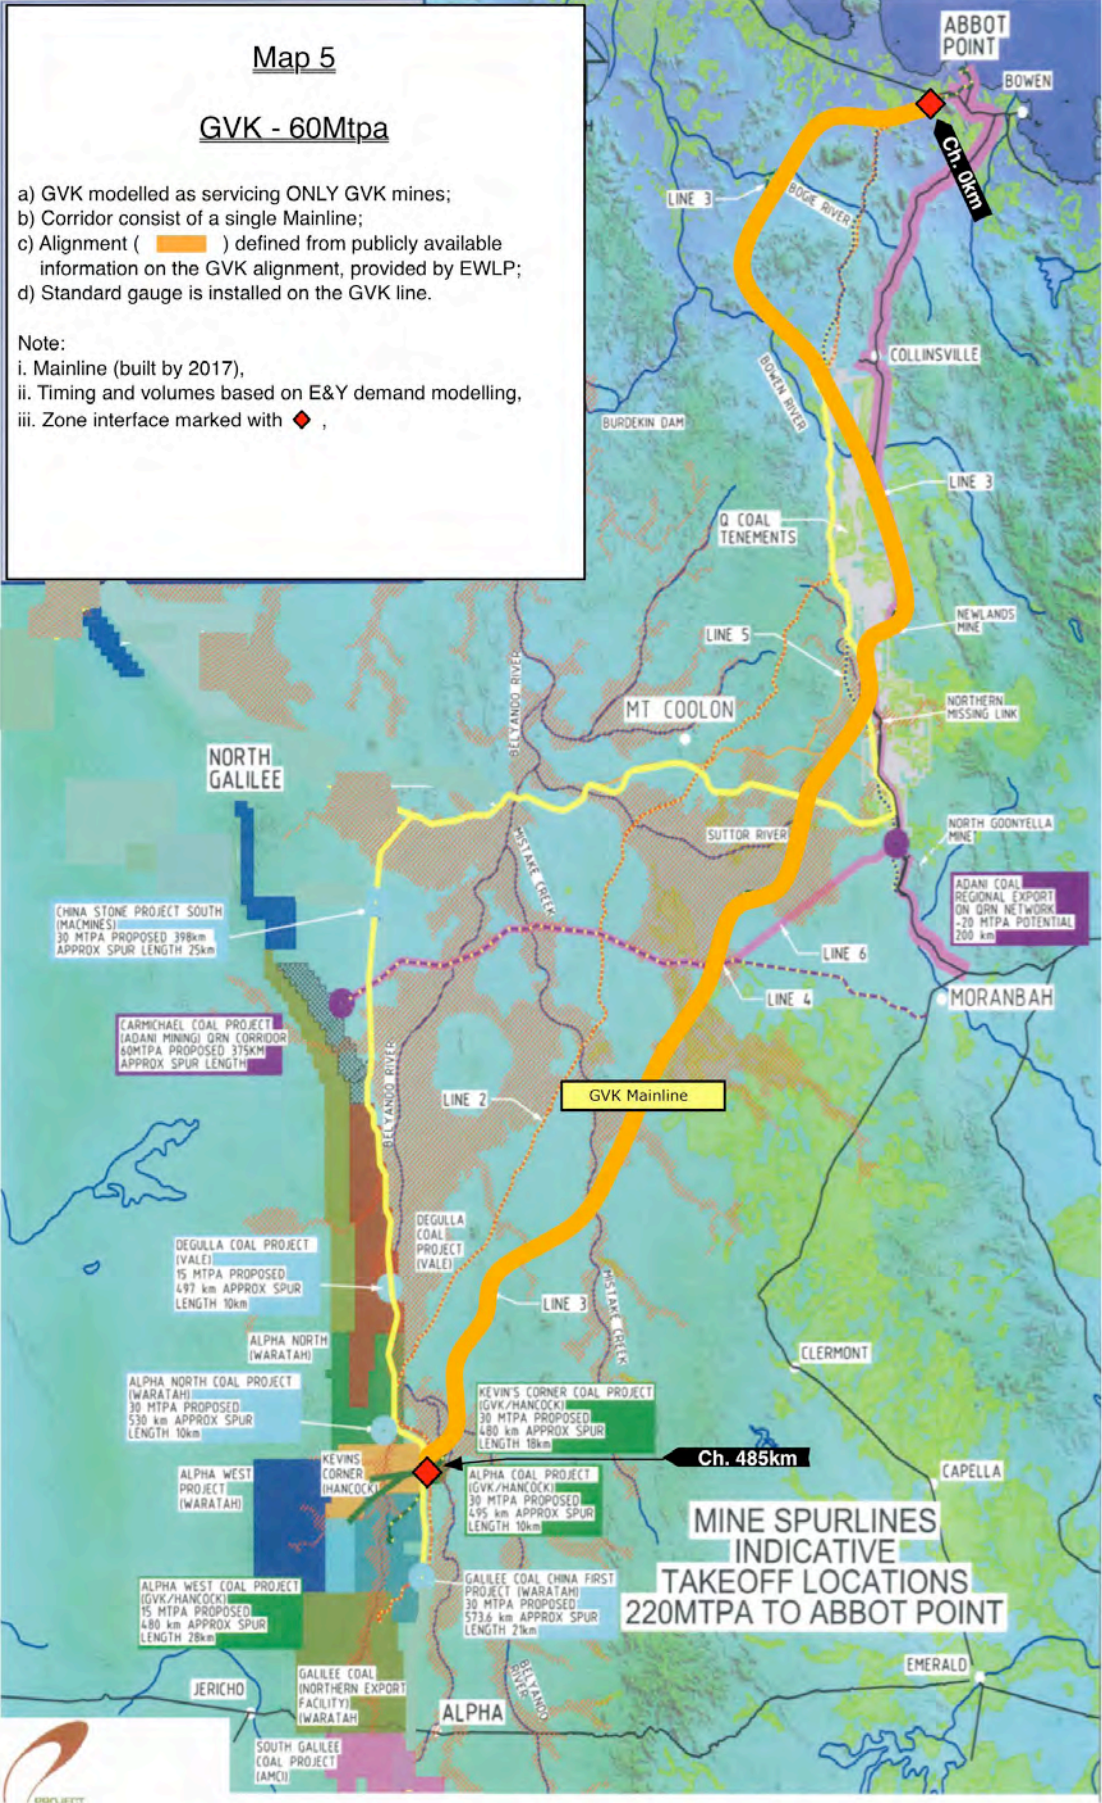 Map 5
GVK - 60Mtpa
a) GVK modelled as servicing ONLY GVK mines;
b) Corridor consist of a single Mainline;
c) Alignment ( ) defined from publicly available
information on the GVK alignment, provided by EWLP;
d) Standard gauge is installed on the GVK line.
Note:
i. Mainline (built by 2017),
ii. Timing and volumes based on E&Y demand modelling,
iii. Zone interface marked with ,
ABBOT
POINT
BOWEN
Ch. 0km
LINE 3
BOGIE RIVER
COLLINSVILLE
BOWEN RIVER
BURDEKIN DAM
LINE 3
Q COAL
TENEMENTS
NEWLANDS
MINE
LINE 5
BELYANDO RIVER
MT COOLON
NORTHERN
MISSING LINK
NORTH
GALILEE
SUTTOR RIVER
NORTH GOONYELLA
MINE
MISTAKE CREEK
ADANI COAL
REGIONAL EXPORT
ON QRN NETWORK
~20 MTPA POTENTIAL
200 km
CHINA STONE PROJECT SOUTH
(MACMINES)
30 MTPA PROPOSED 398km
APPROX SPUR LENGTH 25km
LINE 6
LINE 4
MORANBAH
CARMICHAEL COAL PROJECT
(ADANI MINING) QRN CORRIDOR
60MTPA PROPOSED 375KM
APPROX SPUR LENGTH
BELYANDO RIVER
LINE 2
GVK Mainline
DEGULLA
COAL
PROJECT
(VALE)
DEGULLA COAL PROJECT
(VALE)
15 MTPA PROPOSED
497 km APPROX SPUR
LENGTH 10km
LINE 3
MISTAKE CREEK
ALPHA NORTH
(WARATAH)
CLERMONT
ALPHA NORTH COAL PROJECT
(WARATAH)
30 MTPA PROPOSED
530 km APPROX SPUR
LENGTH 10km
KEVIN'S CORNER COAL PROJECT
(GVK/HANCOCK)
30 MTPA PROPOSED
480 km APPROX SPUR
LENGTH 18km
KEVINS
CORNER
(HANCOCK)
Ch. 485km
ALPHA WEST
PROJECT
(WARATAH)
ALPHA COAL PROJECT
(GVK/HANCOCK)
30 MTPA PROPOSED
495 km APPROX SPUR
LENGTH 10km
CAPELLA
MINE SPURLINES
INDICATIVE
TAKEOFF LOCATIONS
220MTPA TO ABBOT POINT
ALPHA WEST COAL PROJECT
(GVK/HANCOCK)
15 MTPA PROPOSED
480 km APPROX SPUR
LENGTH 28km
GALILEE COAL CHINA FIRST
PROJECT (WARATAH)
30 MTPA PROPOSED
573.6 km APPROX SPUR
LENGTH 21km
EMERALD
GALILEE COAL
(NORTHERN EXPORT
FACILITY)
(WARATAH
BELYANDO
RIVER
JERICHO
ALPHA
SOUTH GALILEE
COAL PROJECT
(AMCI)
PROJECT